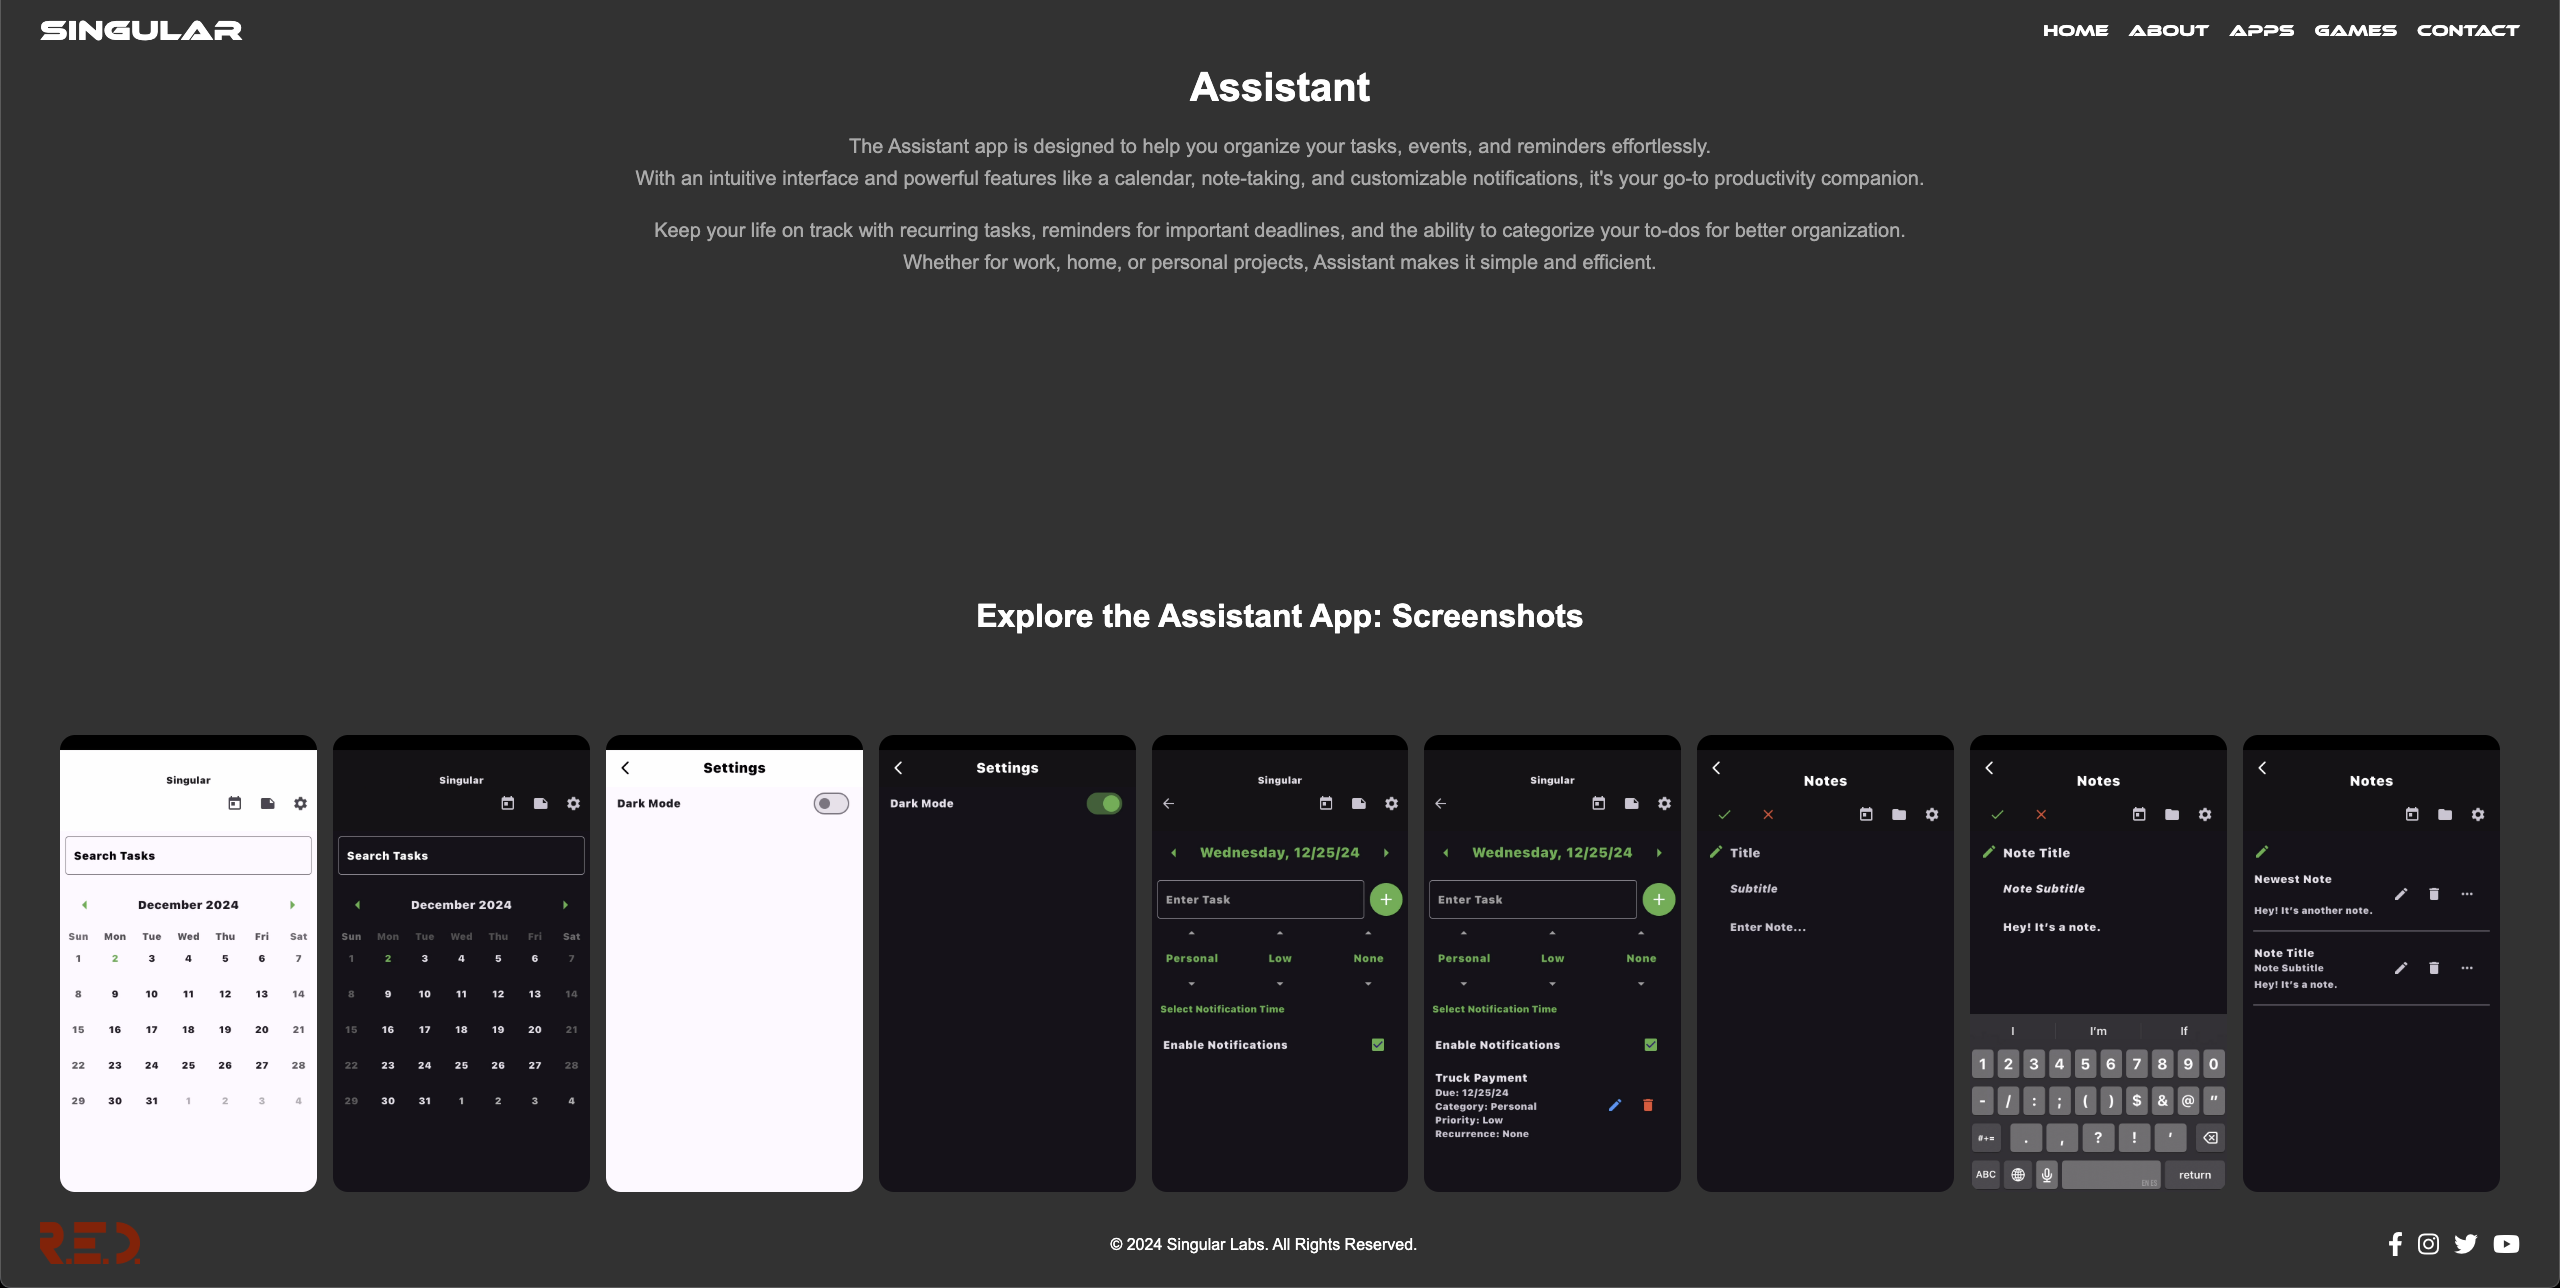 SINGULAR
HOME ABOUT APPS GAMES CONTACT
Assistant
The Assistant app is designed to help you organize your tasks, events, and reminders effortlessly.
With an intuitive interface and powerful features like a calendar, note-taking, and customizable notifications, it's your go-to productivity companion.
Keep your life on track with recurring tasks, reminders for important deadlines, and the ability to categorize your to-dos for better organization.
Whether for work, home, or personal projects, Assistant makes it simple and efficient.
Explore the Assistant App: Screenshots
Singular
Search Tasks
December 2024
Sun Mon Tue Wed Thu Fri Sat
1 2 3 4 5 6 7
8 9 10 11 12 13 14
15 16 17 18 19 20 21
22 23 24 25 26 27 28
29 30 31 1 2 3 4
Singular
Search Tasks
December 2024
Sun Mon Tue Wed Thu Fri Sat
1 2 3 4 5 6 7
8 9 10 11 12 13 14
15 16 17 18 19 20 21
22 23 24 25 26 27 28
29 30 31 1 2 3 4
Settings
Dark Mode
Settings
Dark Mode
Singular
Wednesday, 12/25/24
Enter Task
Personal Low None
Select Notification Time
Enable Notifications
Singular
Wednesday, 12/25/24
Enter Task
Personal Low None
Select Notification Time
Enable Notifications
Truck Payment
Due: 12/25/24
Category: Personal
Priority: Low
Recurrence: None
Notes
Title
Subtitle
Enter Note...
Notes
Note Title
Note Subtitle
Hey! It's a note.
I I'm If
1 2 3 4 5 6 7 8 9 0
- / : ; ( ) $ & @ "
#+= . , ? ! '
ABC return
Notes
Newest Note
Hey! It's another note.
Note Title
Note Subtitle
Hey! It's a note.
R.E.D.
© 2024 Singular Labs. All Rights Reserved.